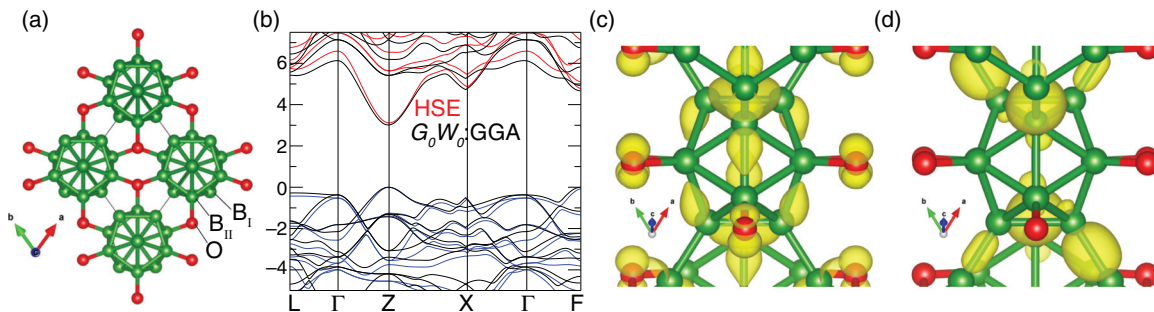 (a)
(b)
(c)
(d)
B_I
B_II
O
b
a
c
6
4
2
0
−2
−4
HSE
G_0W_0:GGA
L Γ Z X Γ F
b
c
a
b
c
a